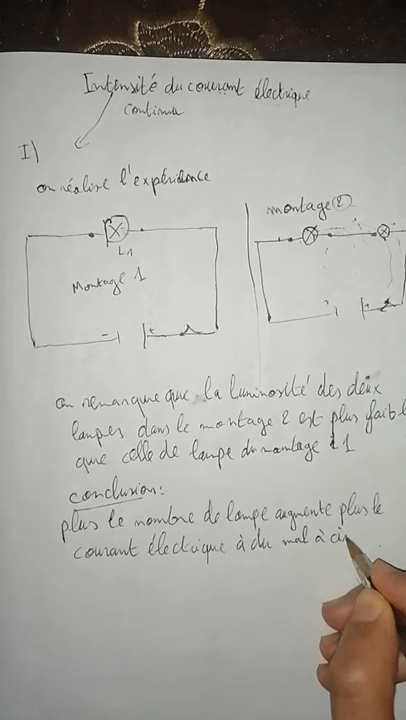 Intensité du courant électrique
continu
I)
on réalise l'expérience
montage (2)
L1
Montage 1
- +
on remarque que la luminosité des deux
lampes dans le montage 2 est plus faible
que celle de lampe du montage 1
conclusion:
plus le nombre de lampe augmente plus le
courant électrique à du mal à cir